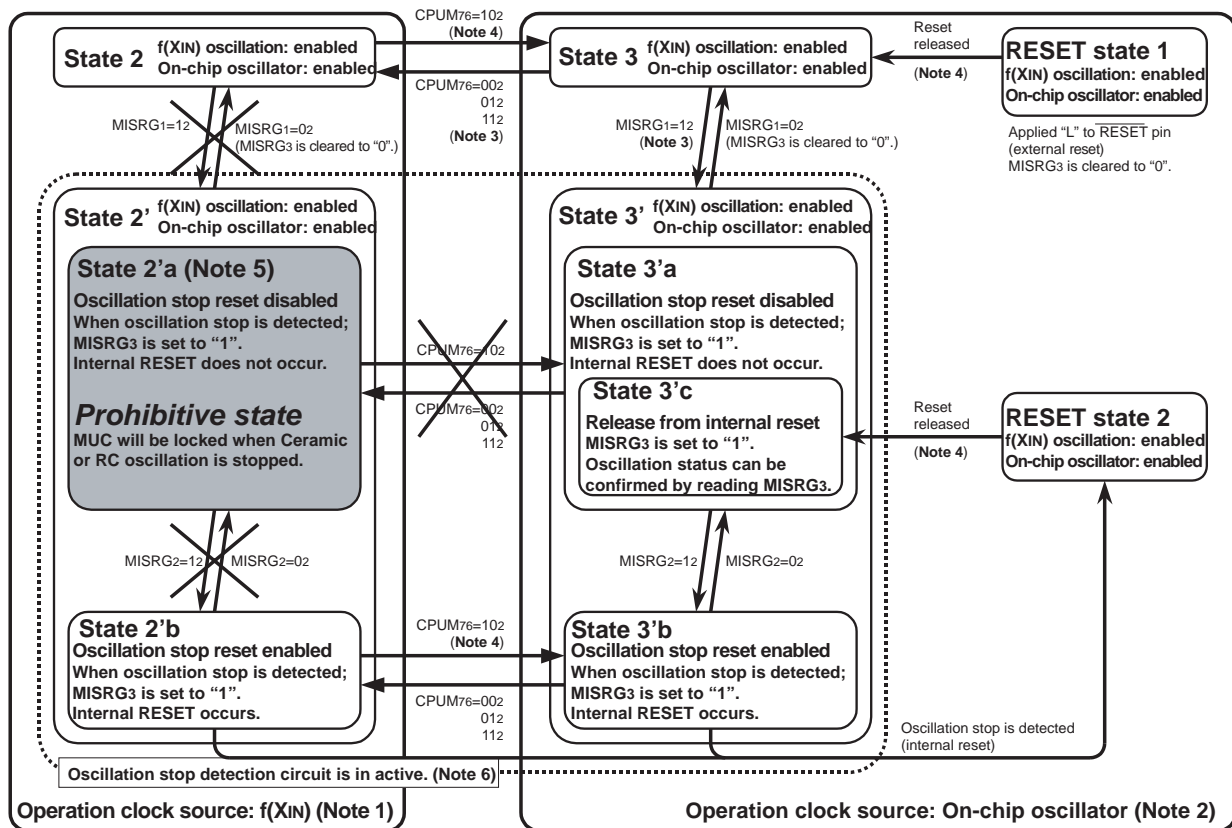 CPUM76=102
(Note 4)
State 2
f(XIN) oscillation: enabled
On-chip oscillator: enabled
CPUM76=002
012
112
(Note 3)
State 3
f(XIN) oscillation: enabled
On-chip oscillator: enabled
Reset
released
(Note 4)
RESET state 1
f(XIN) oscillation: enabled
On-chip oscillator: enabled
Applied “L” to RESET pin
(external reset)
MISRG3 is cleared to “0”.
MISRG1=12
MISRG1=02
(MISRG3 is cleared to “0”.)
MISRG1=12
(Note 3)
MISRG1=02
(MISRG3 is cleared to “0”.)
State 2'
f(XIN) oscillation: enabled
On-chip oscillator: enabled
State 2'a (Note 5)
Oscillation stop reset disabled
When oscillation stop is detected;
MISRG3 is set to “1”.
Internal RESET does not occur.
Prohibitive state
MUC will be locked when Ceramic
or RC oscillation is stopped.
CPUM76=102
CPUM76=002
012
112
State 3'
f(XIN) oscillation: enabled
On-chip oscillator: enabled
State 3'a
Oscillation stop reset disabled
When oscillation stop is detected;
MISRG3 is set to “1”.
Internal RESET does not occur.
State 3'c
Release from internal reset
MISRG3 is set to “1”.
Oscillation status can be
confirmed by reading MISRG3.
Reset
released
(Note 4)
RESET state 2
f(XIN) oscillation: enabled
On-chip oscillator: enabled
MISRG2=12
MISRG2=02
MISRG2=12
MISRG2=02
State 2'b
Oscillation stop reset enabled
When oscillation stop is detected;
MISRG3 is set to “1”.
Internal RESET occurs.
CPUM76=102
(Note 4)
CPUM76=002
012
112
State 3'b
Oscillation stop reset enabled
When oscillation stop is detected;
MISRG3 is set to “1”.
Internal RESET occurs.
Oscillation stop is detected
(internal reset)
Oscillation stop detection circuit is in active. (Note 6)
Operation clock source: f(XIN) (Note 1)
Operation clock source: On-chip oscillator (Note 2)